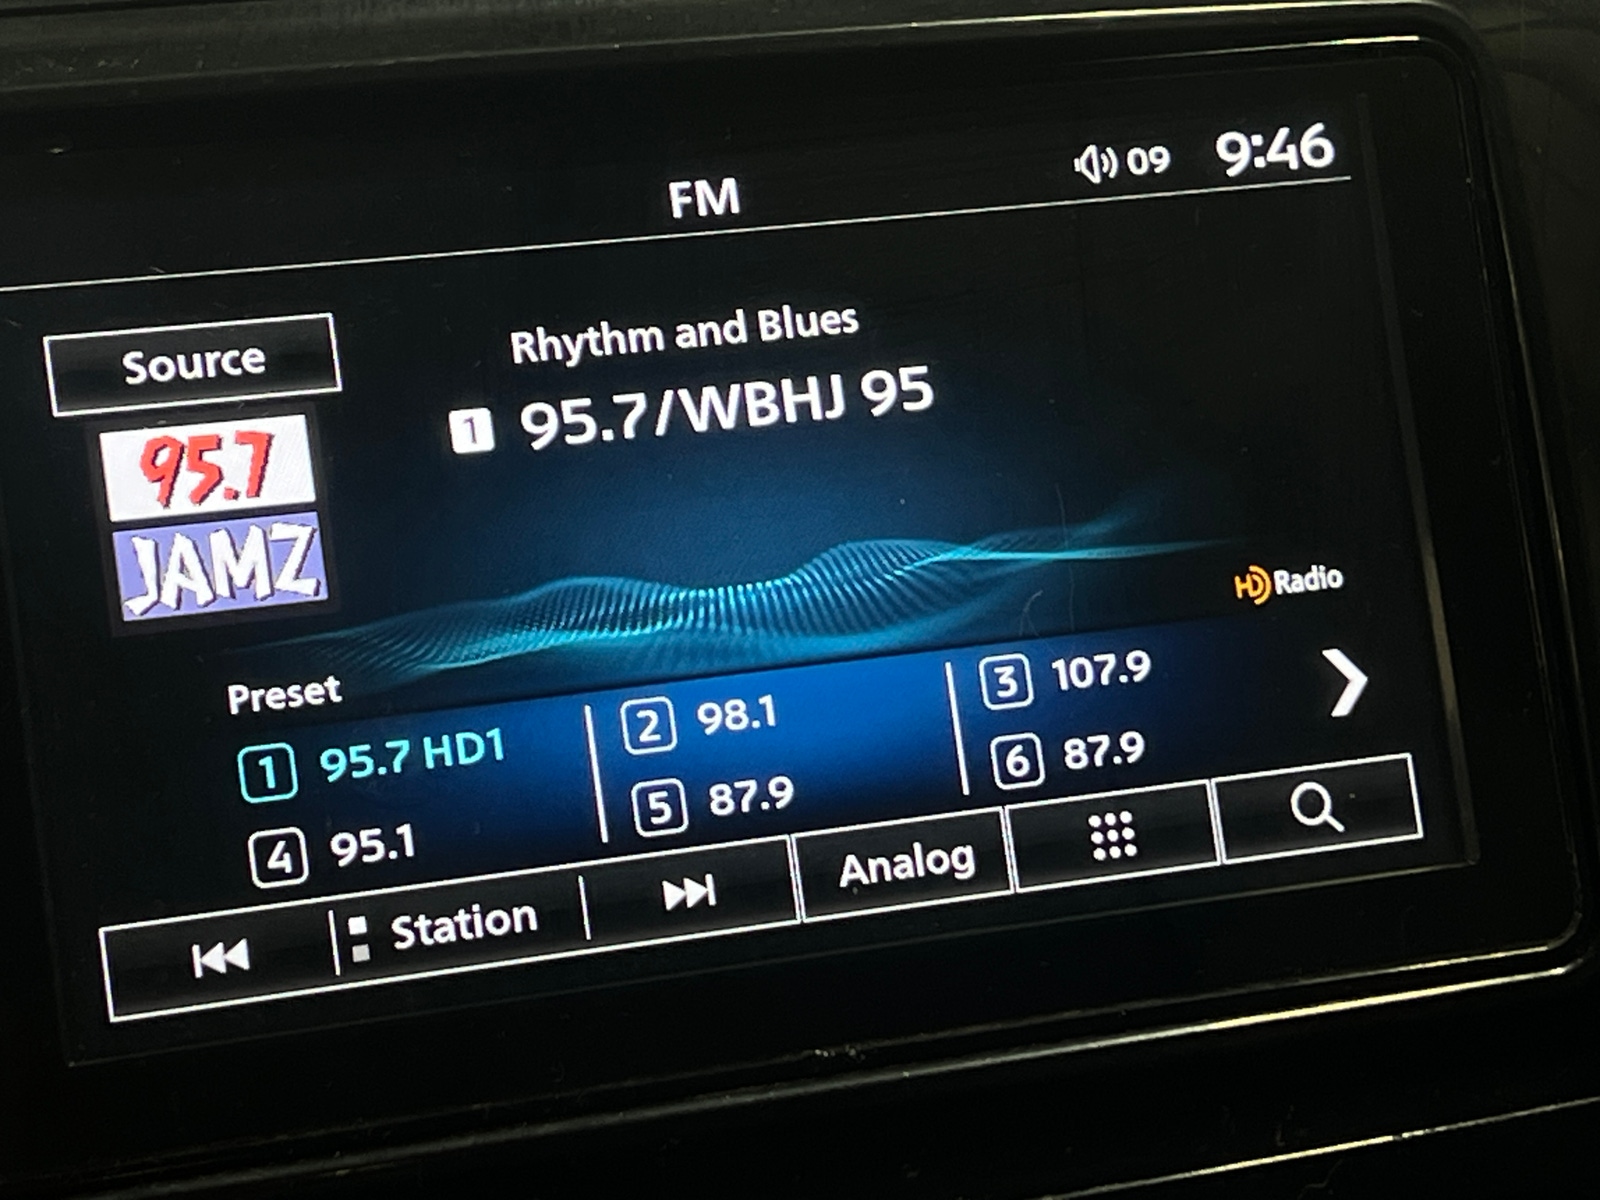 FM
09 9:46
Source
Rhythm and Blues
1 95.7/WBHJ 95
95.7
JAMZ
HD Radio
Preset
1 95.7 HD1
2 98.1
3 107.9
4 95.1
5 87.9
6 87.9
Station
Analog